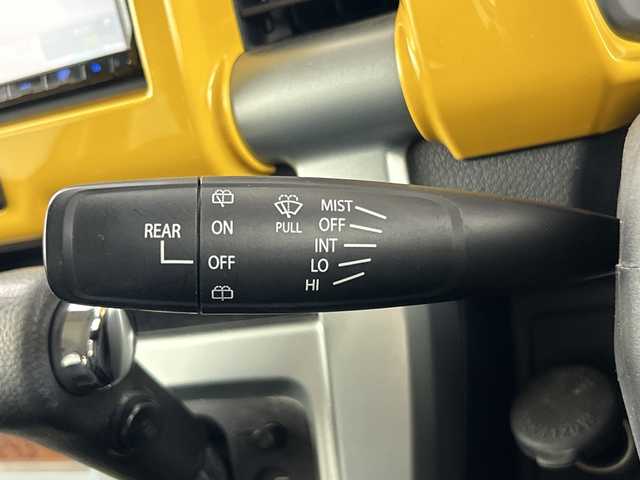 REAR
ON
OFF
PULL
MIST
OFF
INT
LO
HI